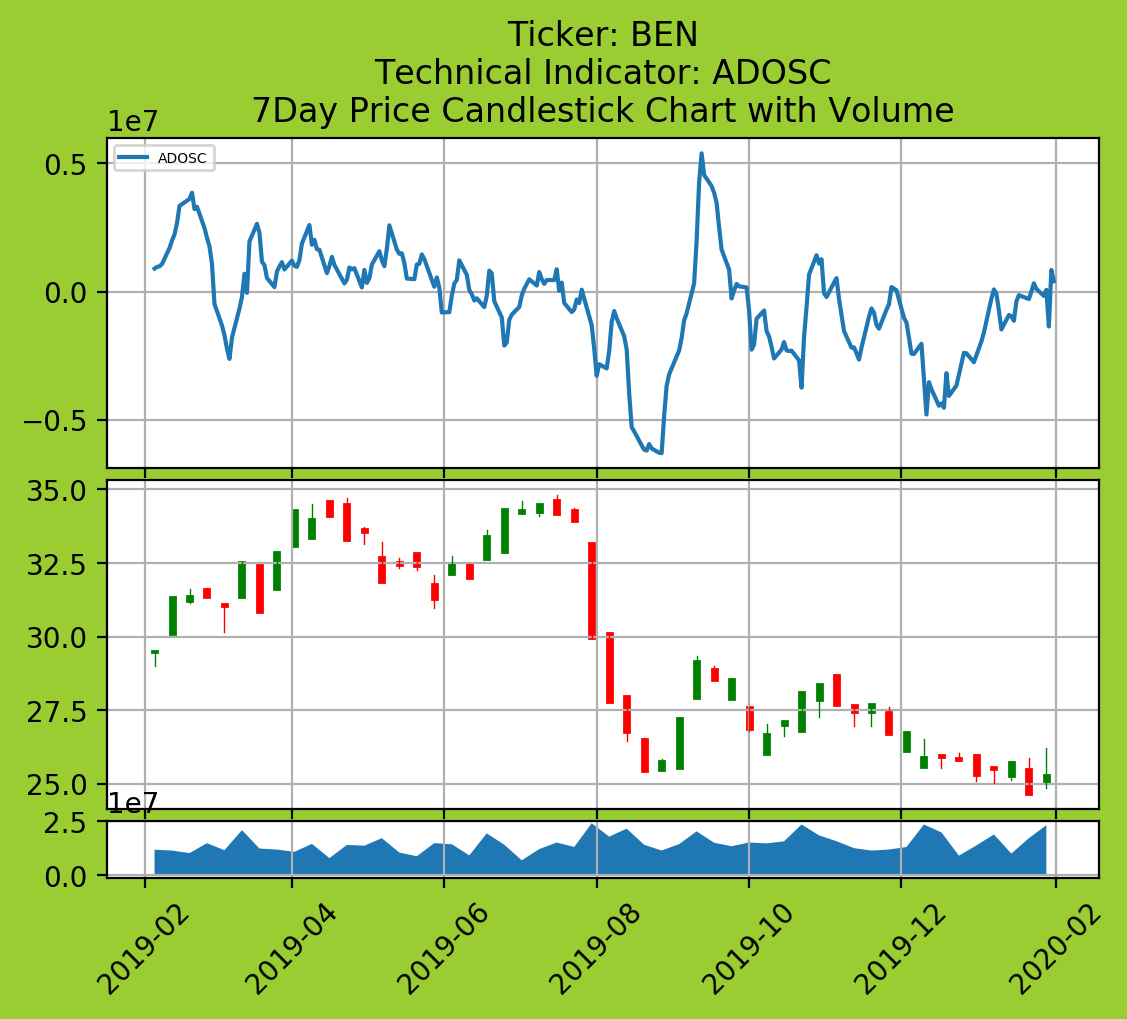 Ticker: BEN
Technical Indicator: ADOSC
7Day Price Candlestick Chart with Volume
1e7
ADOSC
0.5
0.0
−0.5
35.0
32.5
30.0
27.5
25.0
1e7
2.5
0.0
2019-02
2019-04
2019-06
2019-08
2019-10
2019-12
2020-02